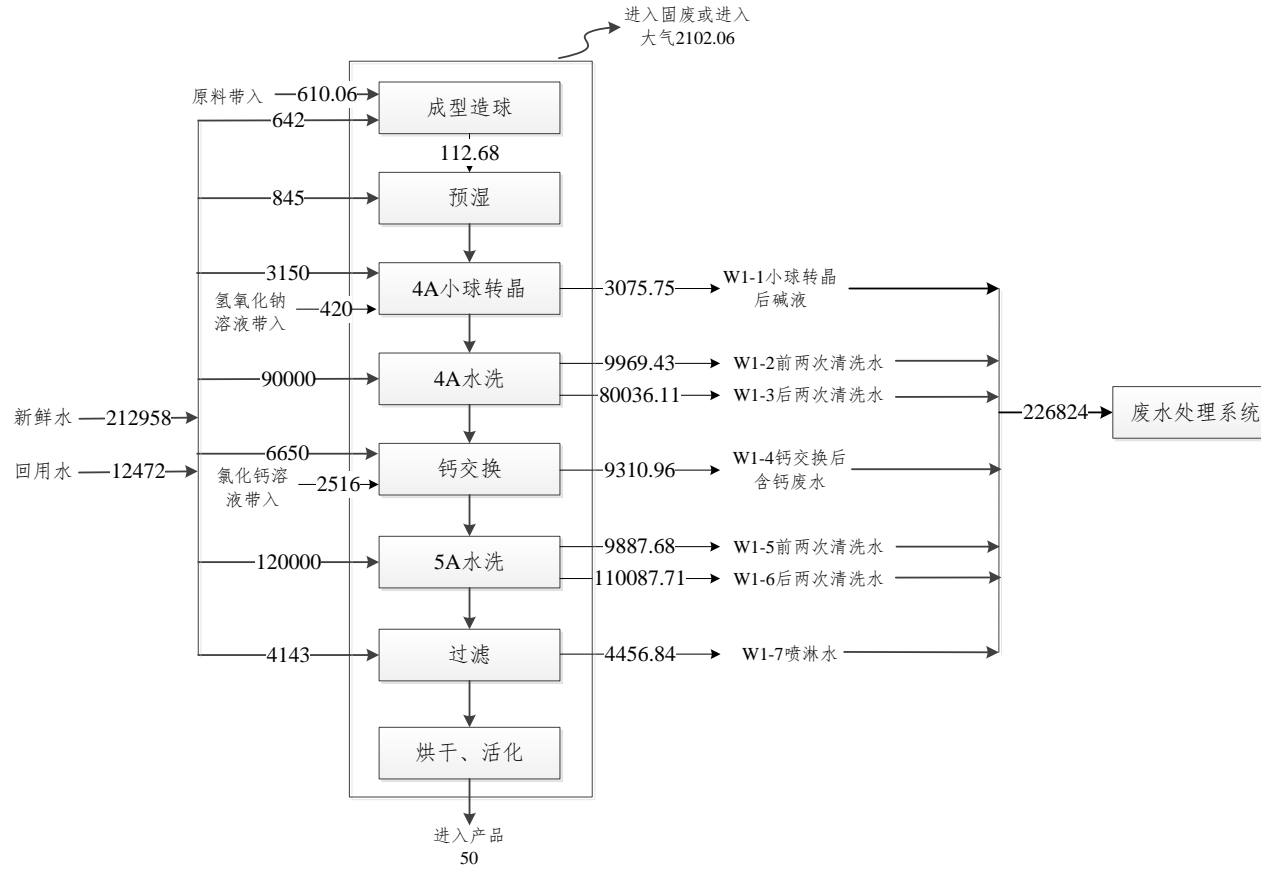 进入固废或进入
大气2102.06
原料带入
610.06
成型造球
642
112.68
845
预湿
3150
4A小球转晶
3075.75
W1-1小球转晶
后碱液
氢氧化钠
溶液带入
420
9969.43
W1-2前两次清洗水
90000
4A水洗
80036.11
W1-3后两次清洗水
新鲜水
212958
226824
废水处理系统
6650
回用水
12472
氯化钙溶
液带入
2516
钙交换
9310.96
W1-4钙交换后
含钙废水
9887.68
W1-5前两次清洗水
120000
5A水洗
110087.71
W1-6后两次清洗水
4143
过滤
4456.84
W1-7喷淋水
烘干、活化
进入产品
50